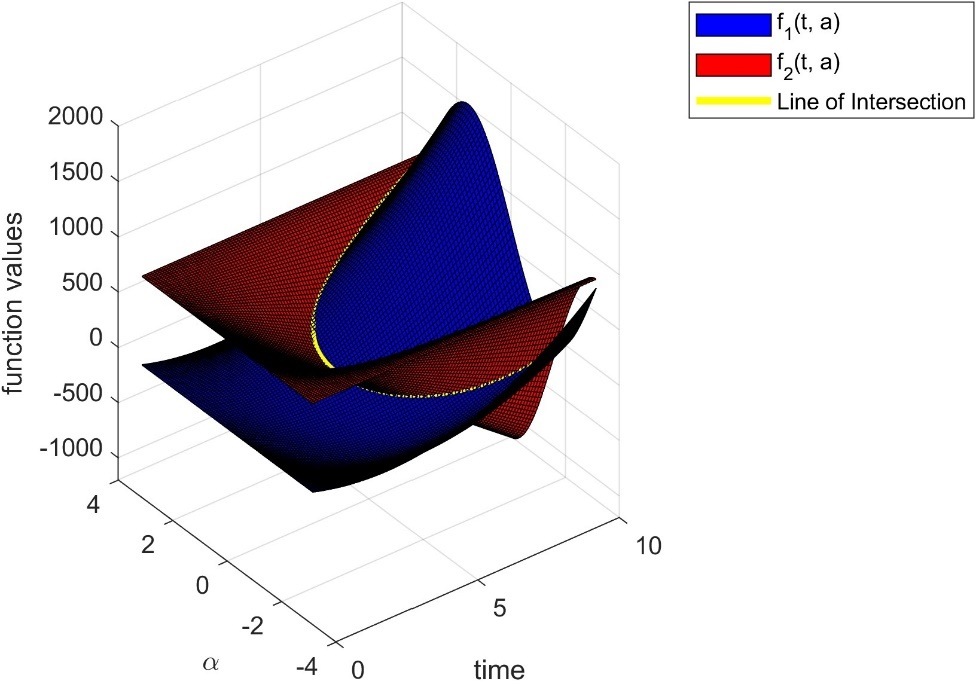 f1(t, a)
f2(t, a)
Line of Intersection
2000
1500
1000
500
0
-500
-1000
function values
4
2
0
-2
-4
α
0
5
10
time